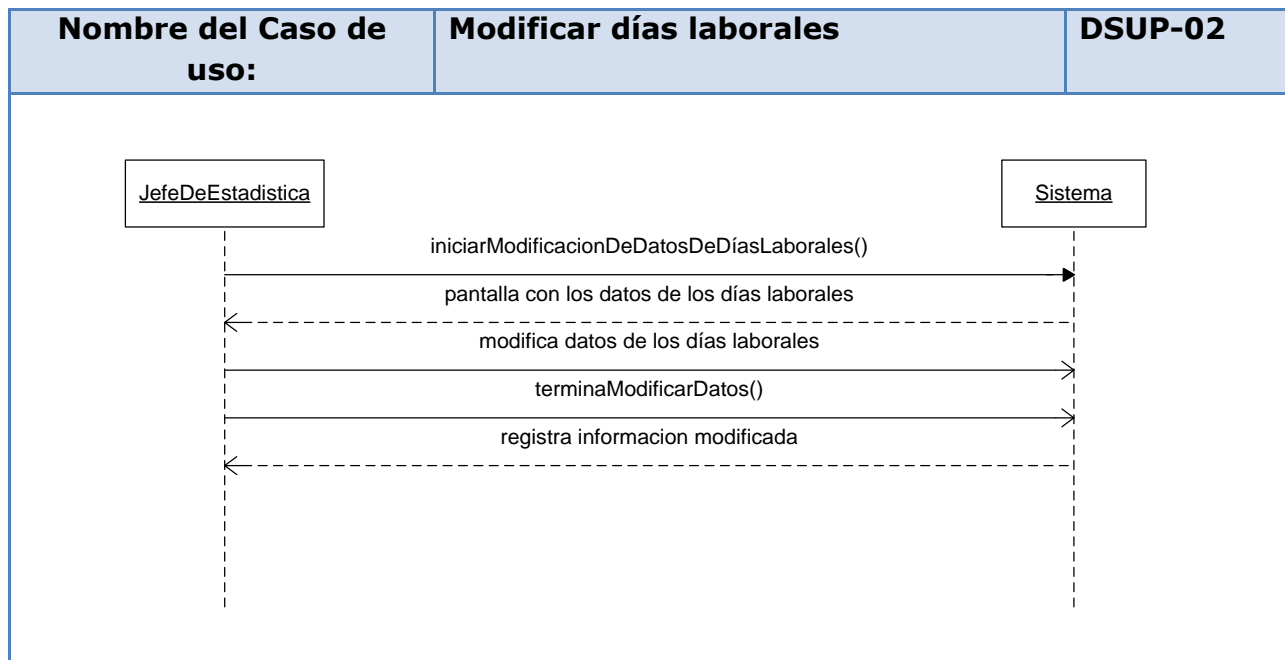 Nombre del Caso de
uso:
Modificar días laborales
DSUP-02
JefeDeEstadistica
Sistema
iniciarModificacionDeDatosDeDíasLaborales()
pantalla con los datos de los días laborales
modifica datos de los días laborales
terminaModificarDatos()
registra informacion modificada